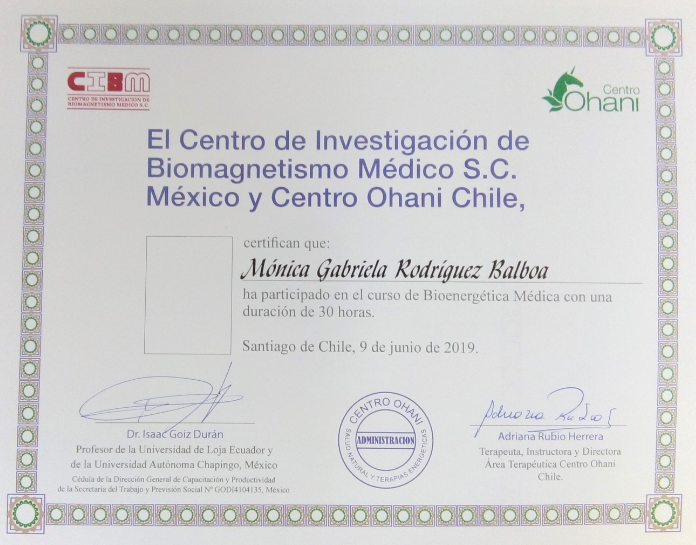 CIBM
CENTRO DE INVESTIGACIÓN DE
BIOMAGNETISMO MÉDICO S.C.
Centro
Ohani
El Centro de Investigación de
Biomagnetismo Médico S.C.
México y Centro Ohani Chile,
certifican que:
Mónica Gabriela Rodríguez Balboa
ha participado en el curso de Bioenergética Médica con una
duración de 30 horas.
Santiago de Chile, 9 de junio de 2019.
Dr. Isaac Goiz Durán
Profesor de la Universidad de Loja Ecuador y
de la Universidad Autónoma Chapingo, México
Cédula de la Dirección General de Capacitación y Productividad
de la Secretaría del Trabajo y Previsión Social Nº GODI4104135, México
CENTRO OHANI
ADMINISTRACION
SALUD NATURAL Y TERAPIAS ENERGETICAS
Adriana Rubio Herrera
Terapeuta, Instructora y Directora
Área Terapéutica Centro Ohani
Chile.